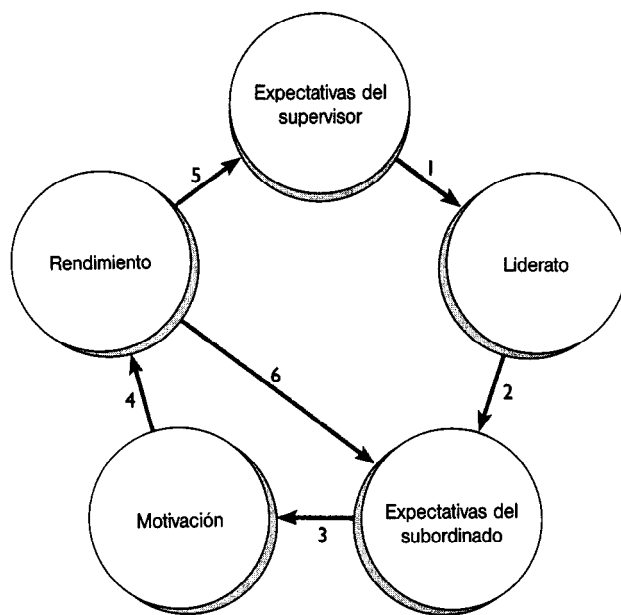 Expectativas del
supervisor
5
1
Rendimiento
Liderato
6
4
2
Motivación
3
Expectativas del
subordinado